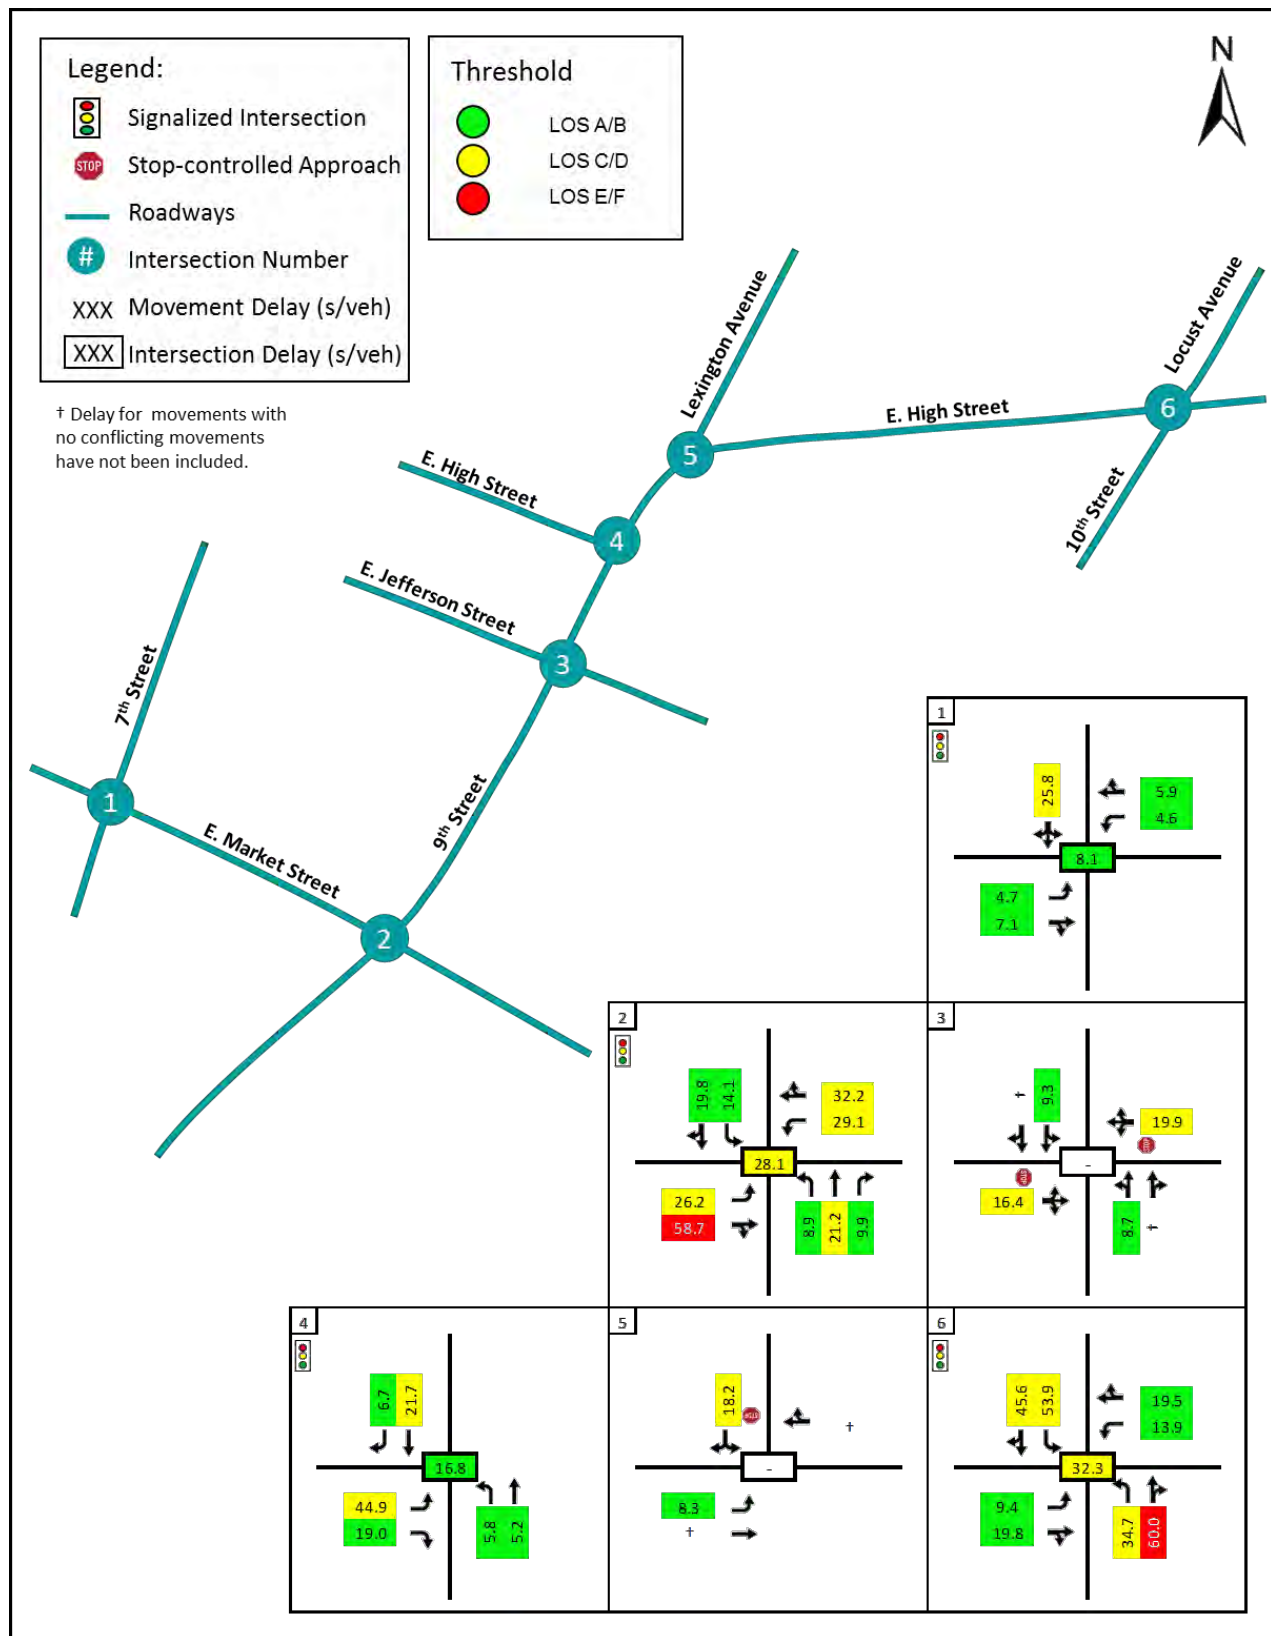 Legend:
Signalized Intersection
STOP
Stop-controlled Approach
Roadways
#
Intersection Number
XXX
Movement Delay (s/veh)
XXX
Intersection Delay (s/veh)
Threshold
LOS A/B
LOS C/D
LOS E/F
N
† Delay for movements with
no conflicting movements
have not been included.
Lexington Avenue
Locust Avenue
E. High Street
6
5
E. High Street
10th Street
4
E. Jefferson Street
3
7th Street
1
9th Street
E. Market Street
2
1
25.8
5.9
4.6
8.1
4.7
7.1
2
19.8
14.1
32.2
29.1
28.1
26.2
58.7
8.9
21.2
9.9
3
†
9.3
19.9
STOP
-
STOP
16.4
8.7
†
4
6.7
21.7
16.8
44.9
19.0
5.8
5.2
5
18.2
STOP
†
-
8.3
†
6
45.6
53.9
19.5
13.9
32.3
9.4
19.8
34.7
60.0